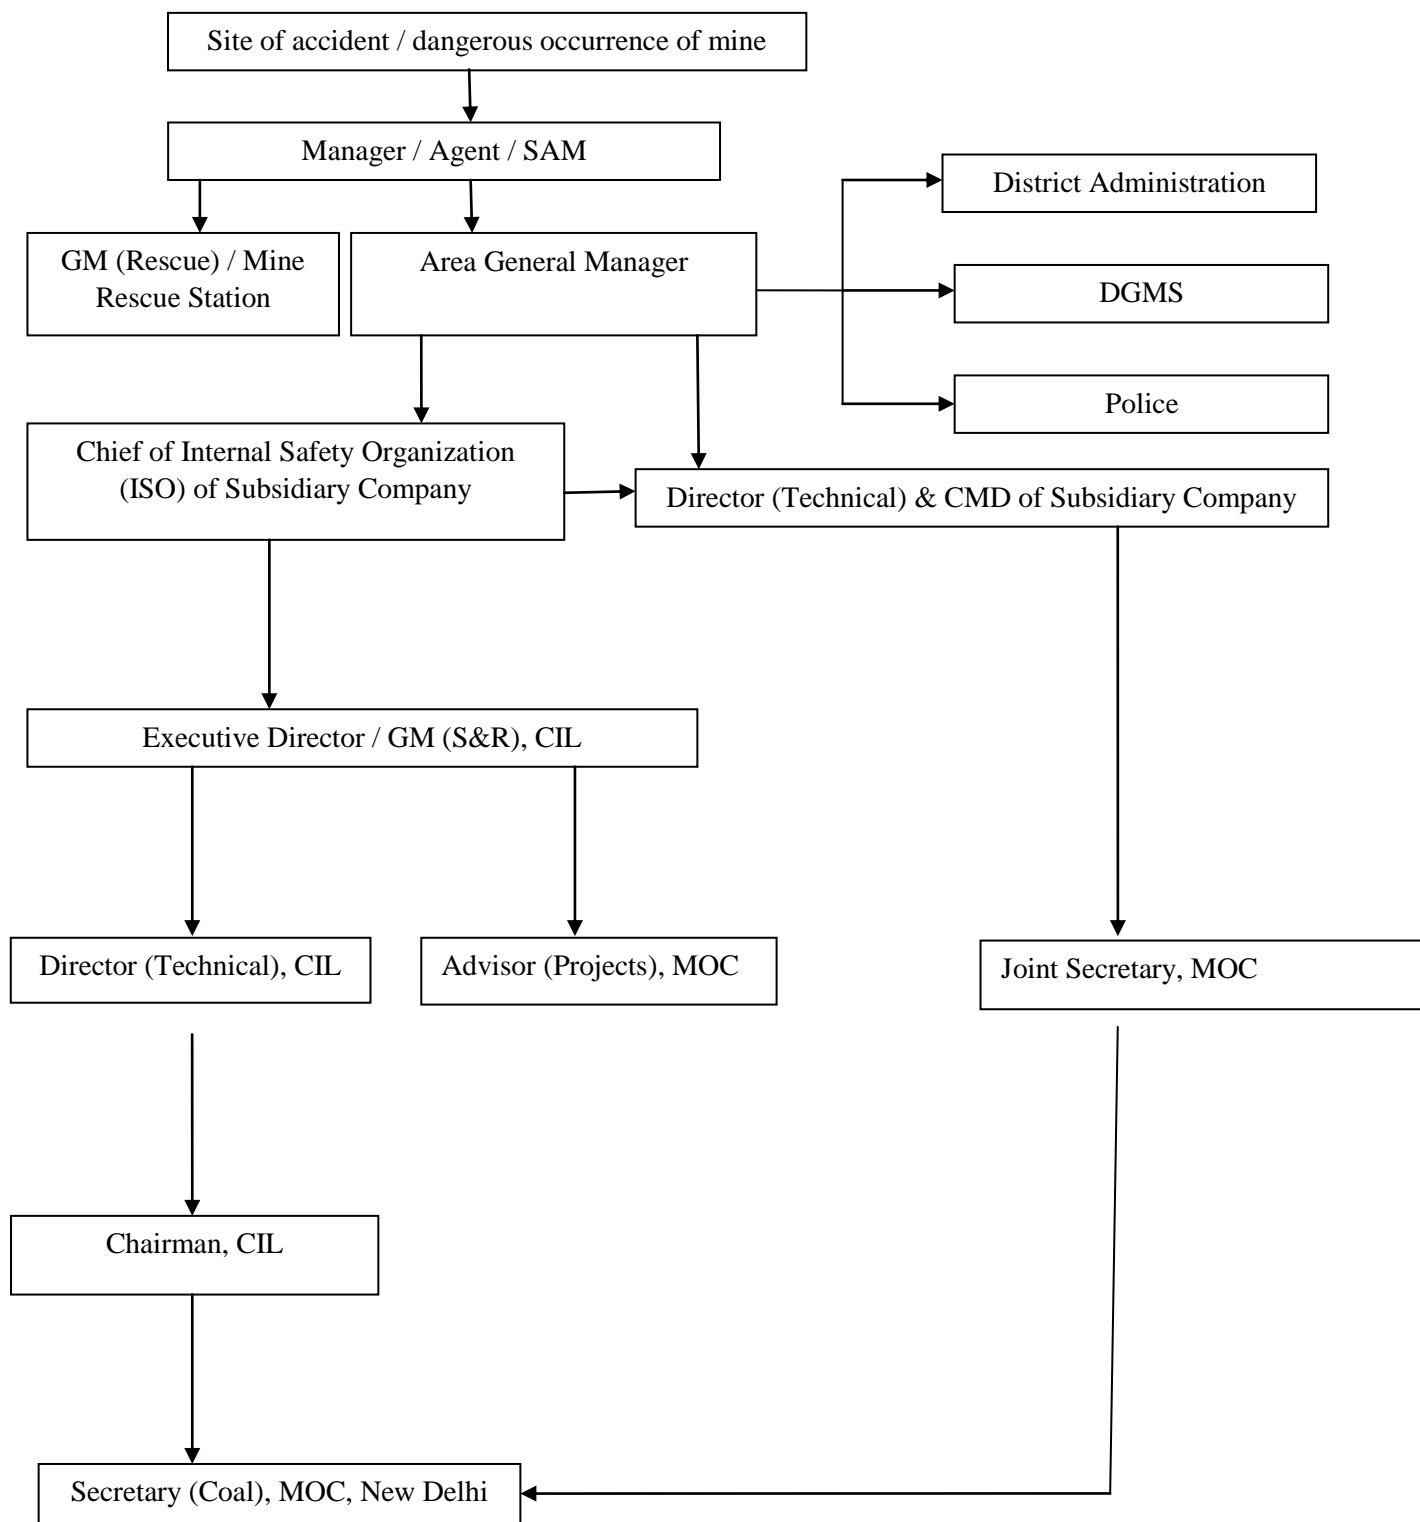 Site of accident / dangerous occurrence of mine
Manager / Agent / SAM
District Administration
GM (Rescue) / Mine
Rescue Station
Area General Manager
DGMS
Police
Chief of Internal Safety Organization
(ISO) of Subsidiary Company
Director (Technical) & CMD of Subsidiary Company
Executive Director / GM (S&R), CIL
Director (Technical), CIL
Advisor (Projects), MOC
Joint Secretary, MOC
Chairman, CIL
Secretary (Coal), MOC, New Delhi